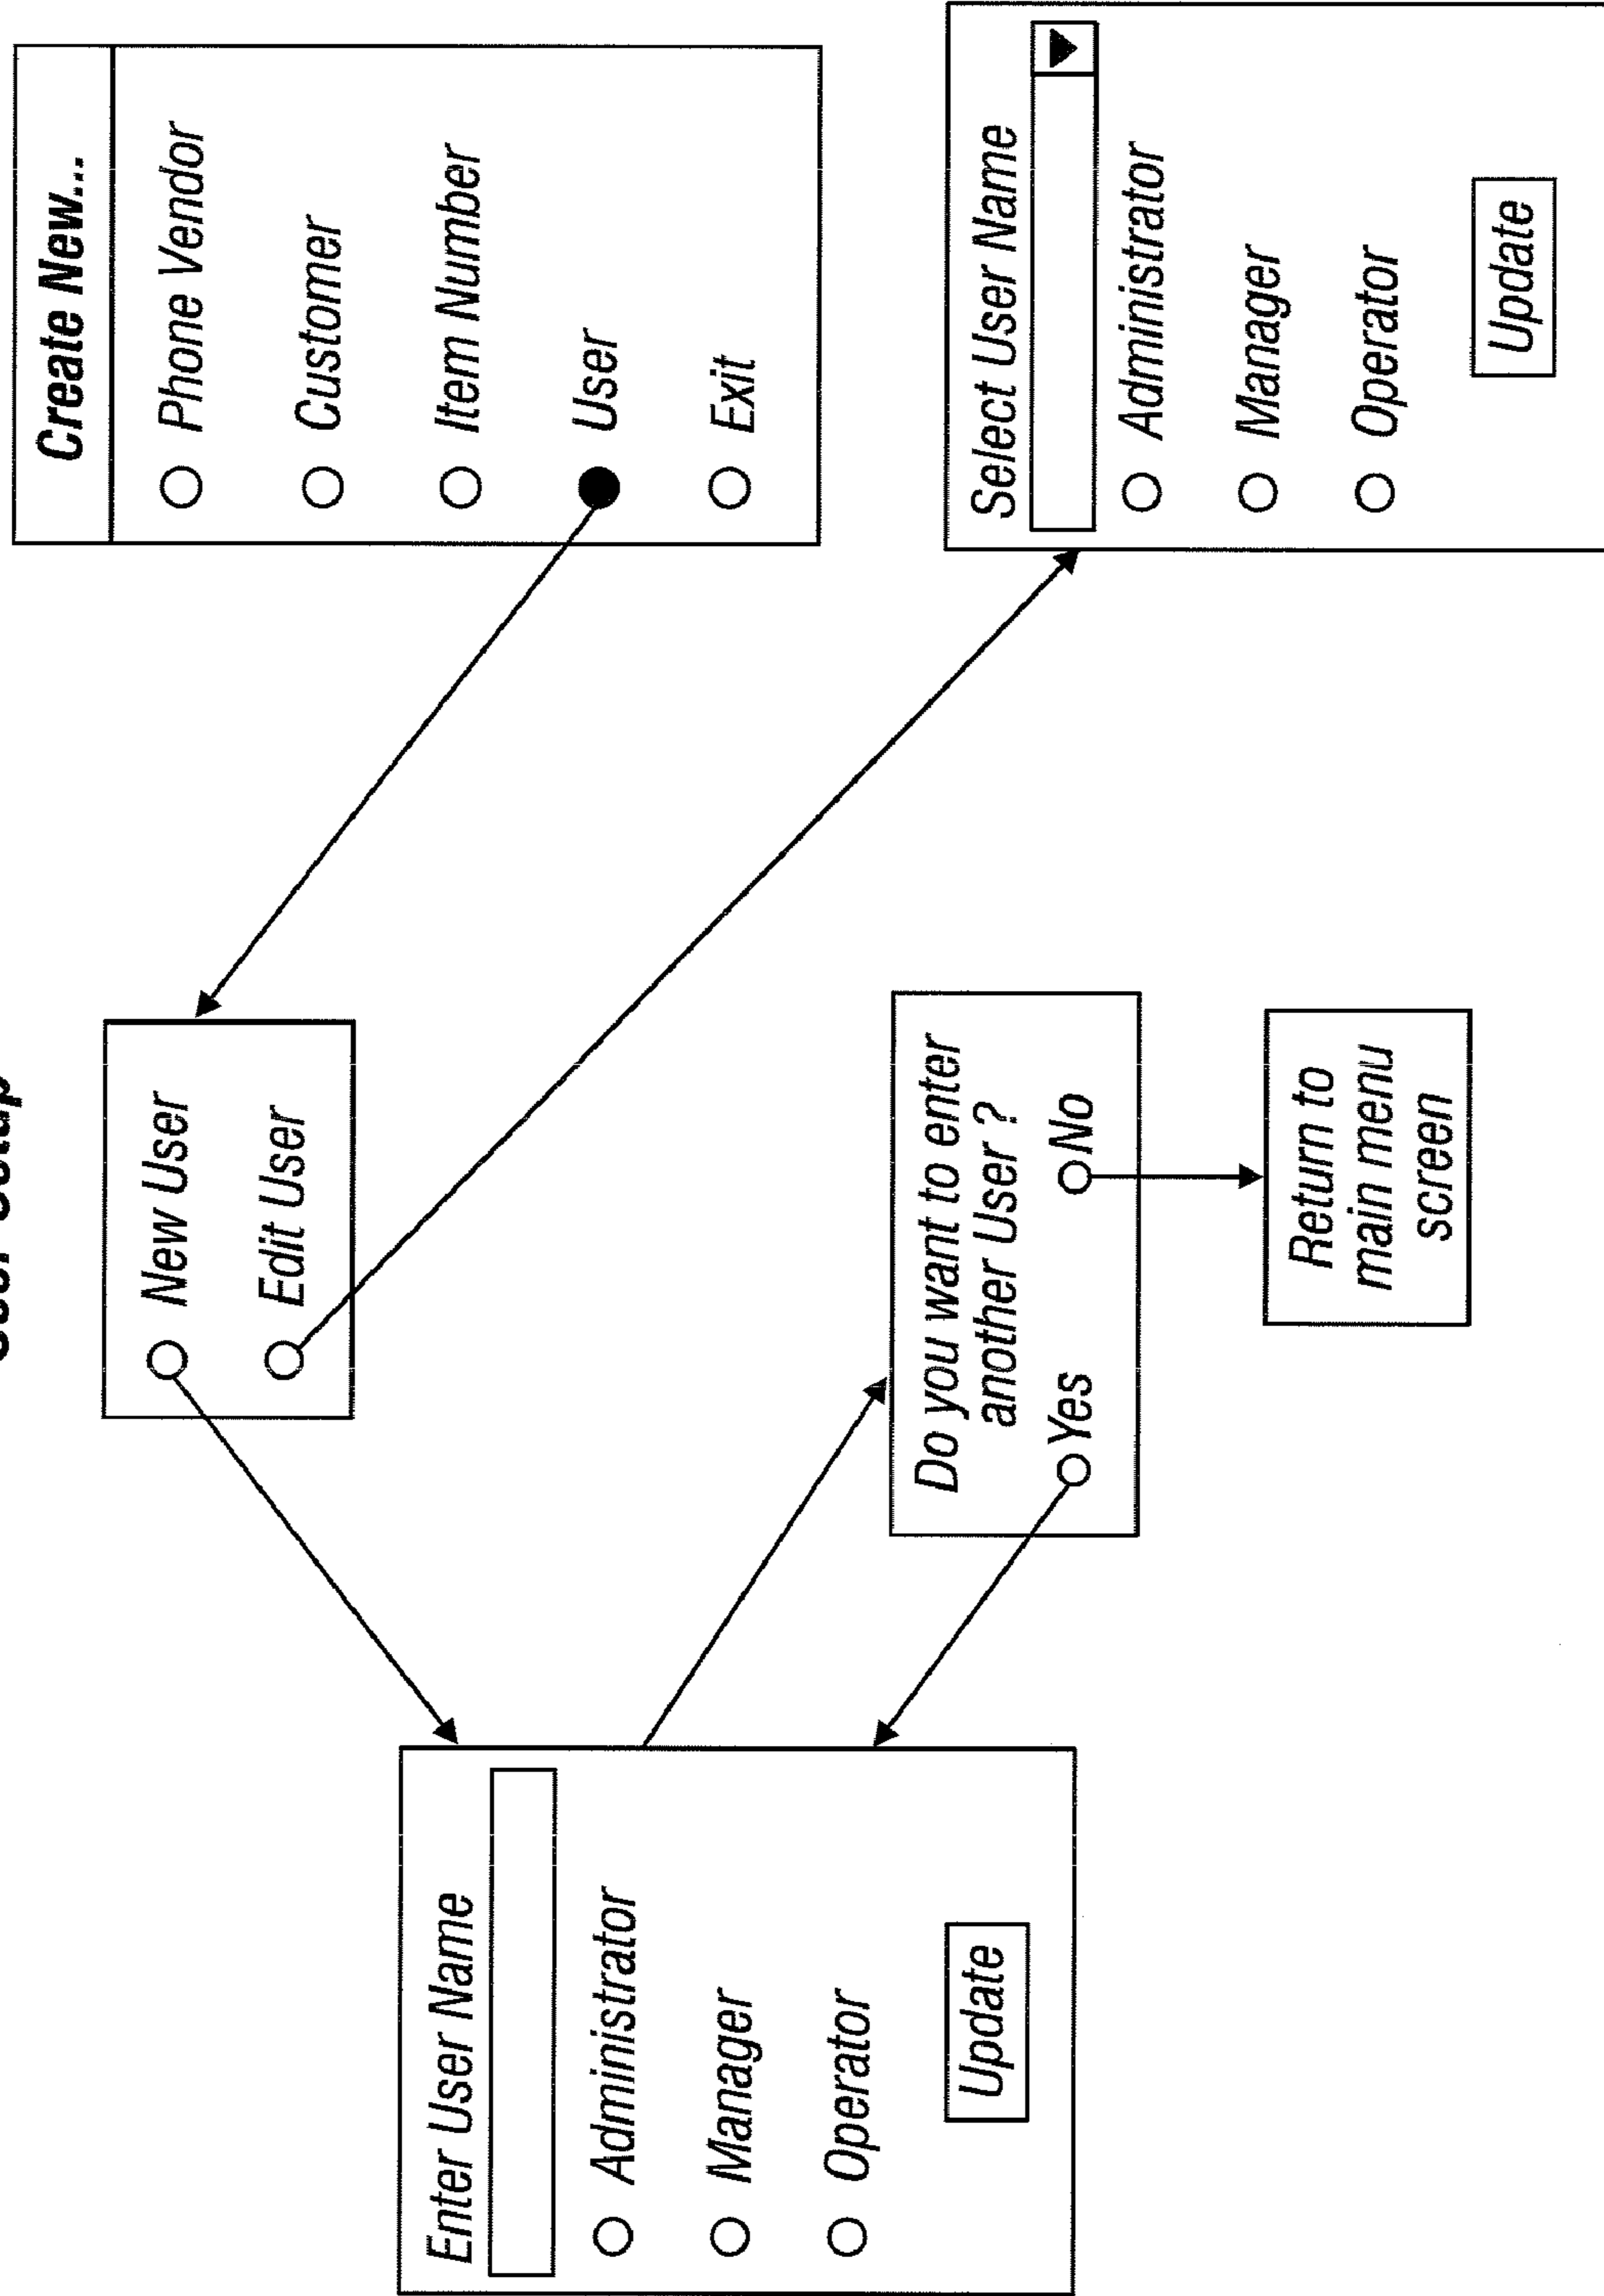 User Setup
Create New...
Phone Vendor
Customer
Item Number
User
Exit
New User
Edit User
Enter User Name
Administrator
Manager
Operator
Update
Do you want to enter
another User ?
Yes
No
Return to
main menu
screen
Select User Name
Administrator
Manager
Operator
Update